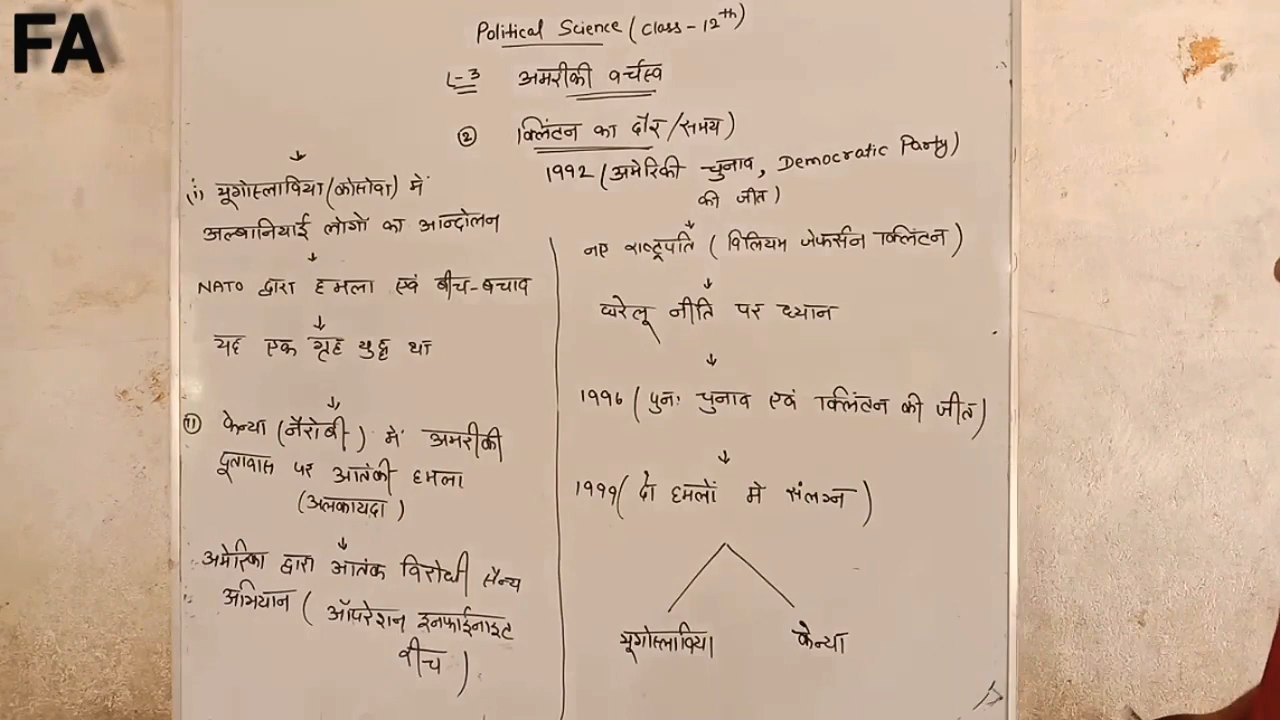 FA
Political Science (Class-12th)
L-3 अमरीकी वर्चस्व
② क्लिंटन का दौर/समय)
1992 (अमेरिकी चुनाव, Democratic Party)
की जीत)
नए राष्ट्रपति (विलियम जेफर्सन क्लिंटन)
घरेलू नीति पर ध्यान
1996 (पुनः चुनाव एवं क्लिंटन की जीत)
1999 (दो हमलों में संलग्न)
यूगोस्लाविया केन्या
(i) यूगोस्लाविया (कोसोवा) में
अल्बानियाई लोगों का आन्दोलन
NATO द्वारा हमला एवं बीच-बचाव
यह एक गृह युद्ध था
(ii) केन्या (नैरोबी) में अमरीकी
दूतावास पर आतंकी हमला
(अलकायदा)
अमेरिका द्वारा आतंक विरोधी सैन्य
अभियान (ऑपरेशन इनफाईनाइट
रीच)